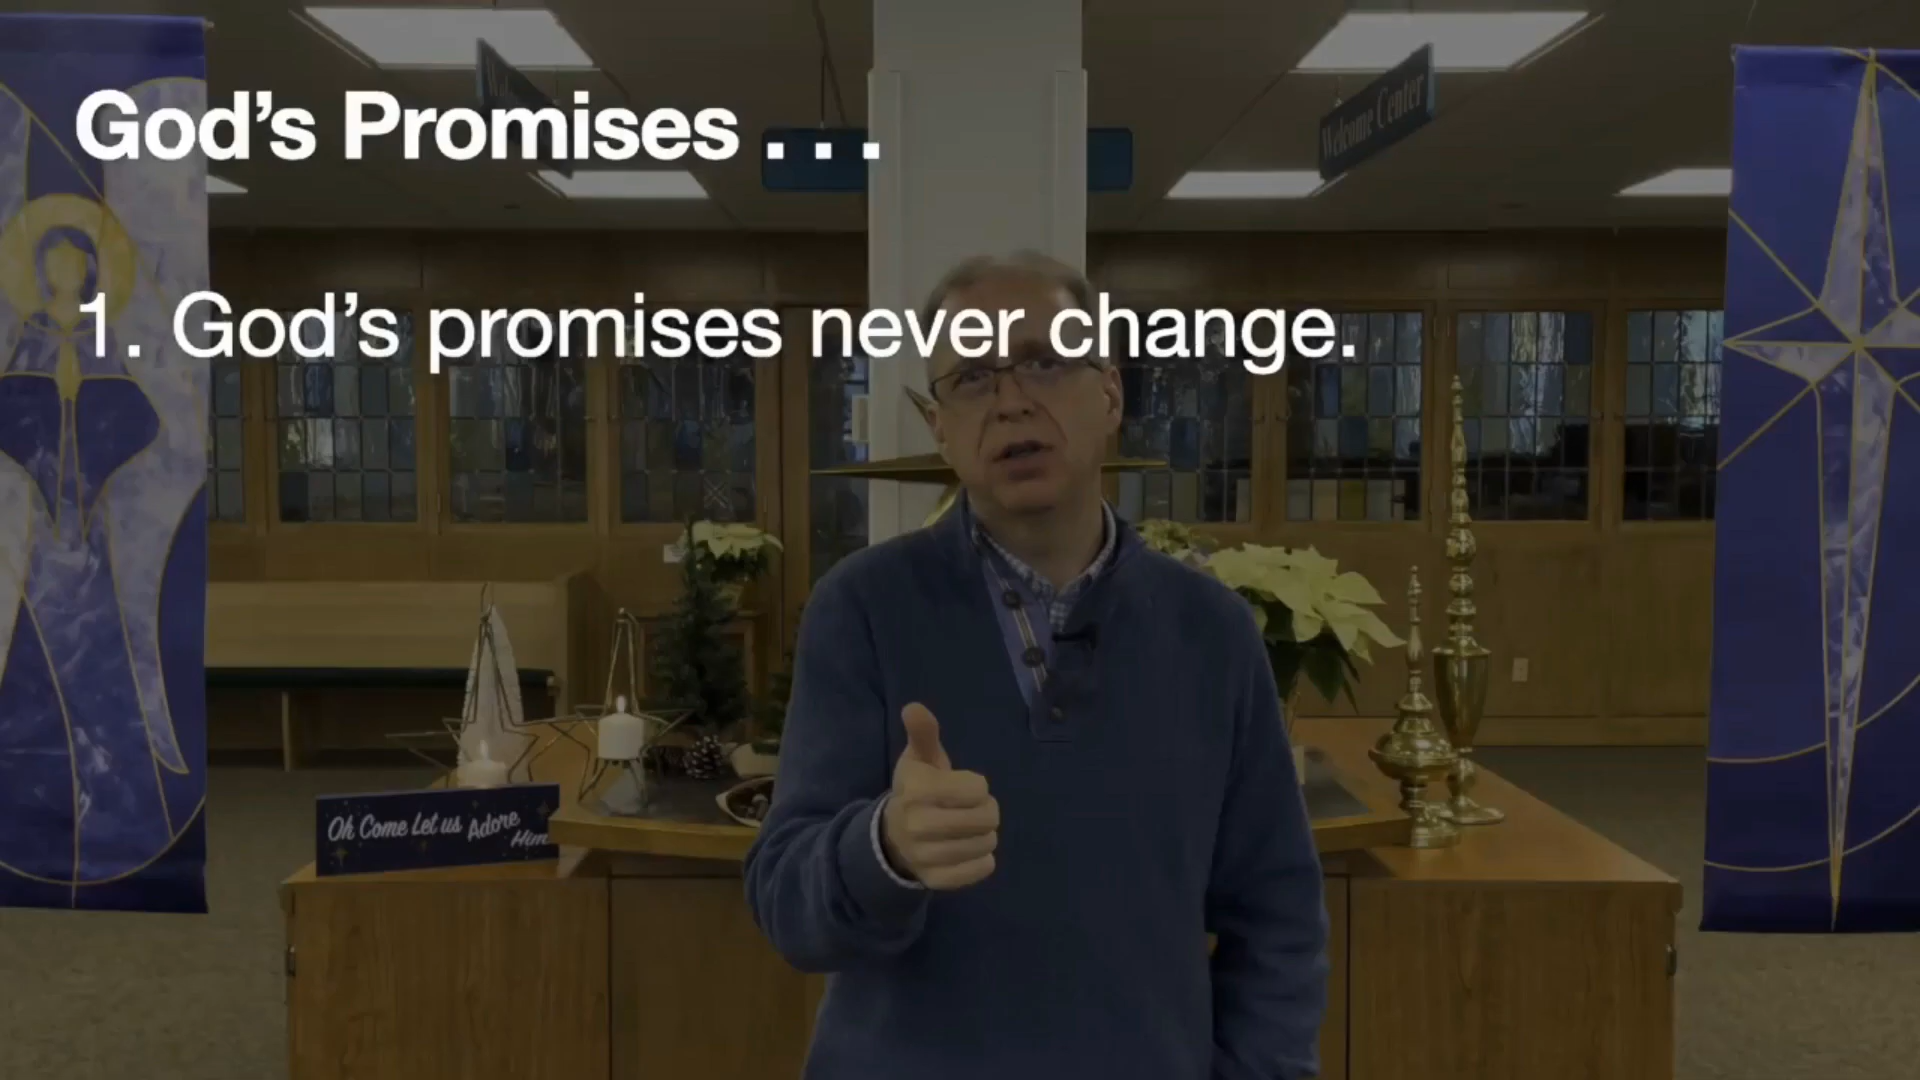 God's Promises . . .
1. God's promises never change.
Welcome Center
Oh Come Let us Adore
Him